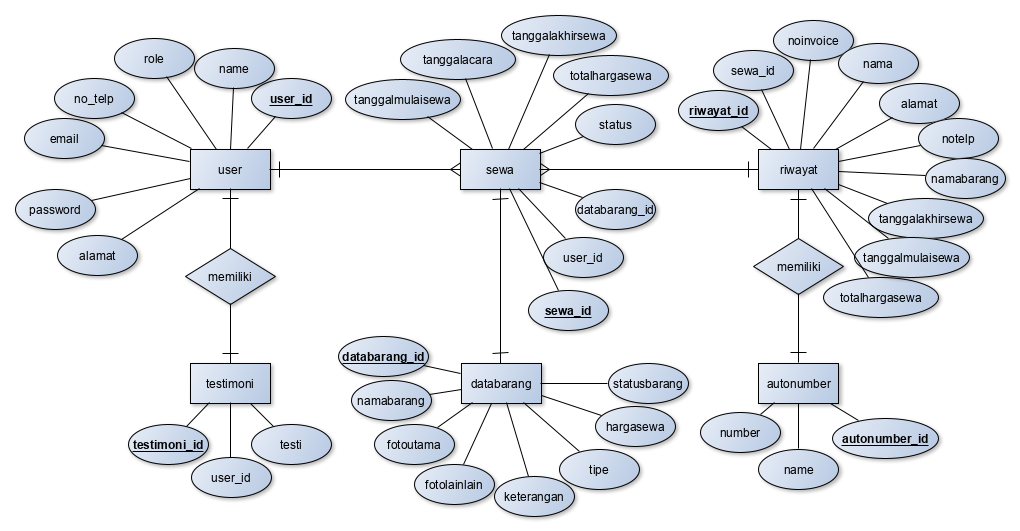 tanggalakhirsewa
noinvoice
role
name
tanggalacara
totalhargasewa
sewa_id
nama
no_telp
user_id
tanggalmulaisewa
riwayat_id
alamat
email
status
notelp
user
sewa
riwayat
namabarang
password
databarang_id
tanggalakhirsewa
alamat
user_id
tanggalmulaisewa
memiliki
memiliki
totalhargasewa
sewa_id
databarang_id
testimoni
namabarang
databarang
statusbarang
autonumber
hargasewa
number
testimoni_id
testi
fotoutama
autonumber_id
user_id
fotolainlain
keterangan
tipe
name